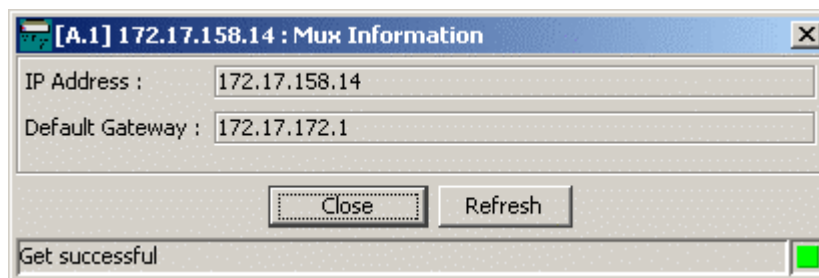 [A.1] 172.17.158.14 : Mux Information
IP Address : 172.17.158.14
Default Gateway : 172.17.172.1
Close Refresh
Get successful